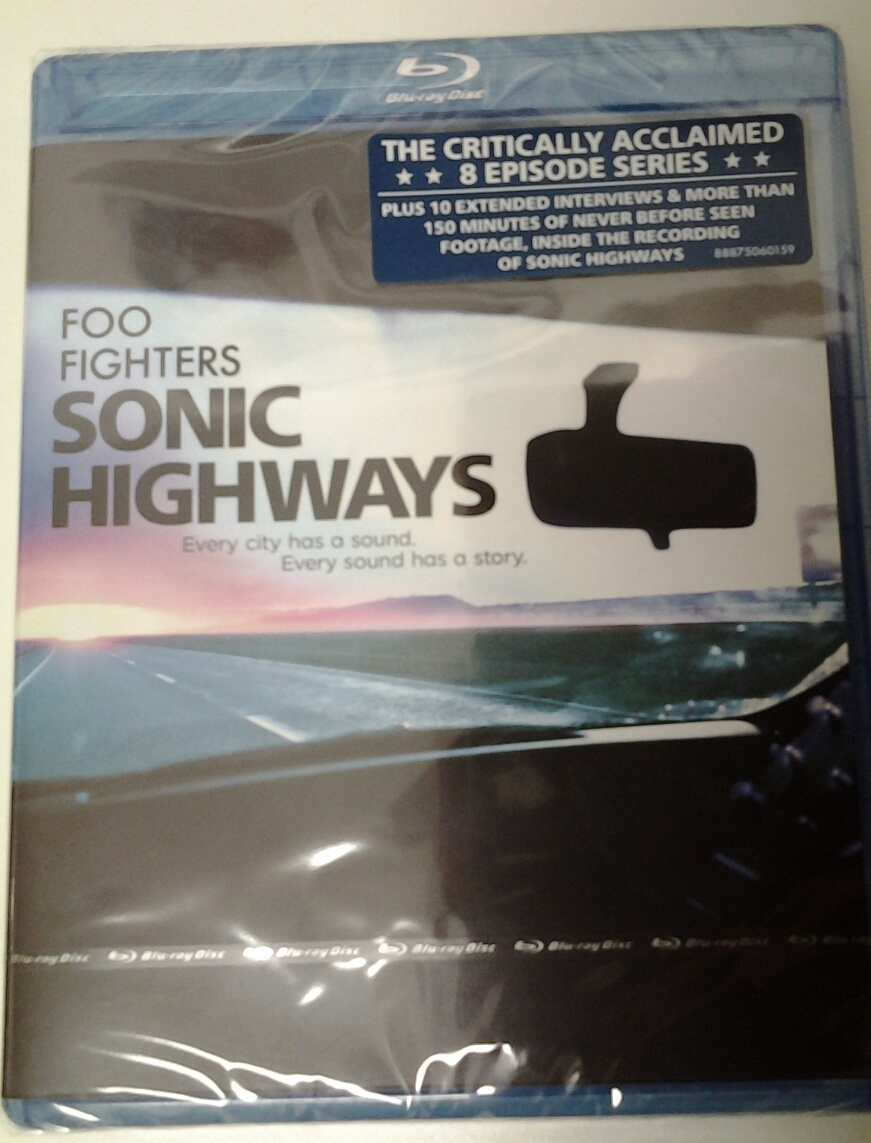 Blu-ray Disc
THE CRITICALLY ACCLAIMED
★ ★ 8 EPISODE SERIES ★ ★
PLUS 10 EXTENDED INTERVIEWS & MORE THAN
150 MINUTES OF NEVER BEFORE SEEN
FOOTAGE, INSIDE THE RECORDING
OF SONIC HIGHWAYS 88875060159
FOO
FIGHTERS
SONIC
HIGHWAYS
Every city has a sound.
Every sound has a story.
Blu-ray Disc Blu-ray Disc Blu-ray Disc Blu-ray Disc Blu-ray Disc Blu-ray Disc Blu-ray